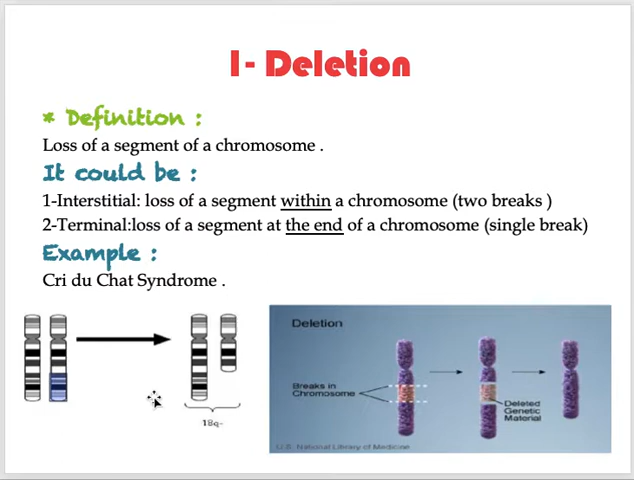 1- Deletion
* Definition :
Loss of a segment of a chromosome .
It could be :
1-Interstitial: loss of a segment within a chromosome (two breaks )
2-Terminal:loss of a segment at the end of a chromosome (single break)
Example :
Cri du Chat Syndrome .
18q-
Deletion
Breaks in
Chromosome
Deleted
Genetic
Material
U.S. National Library of Medicine